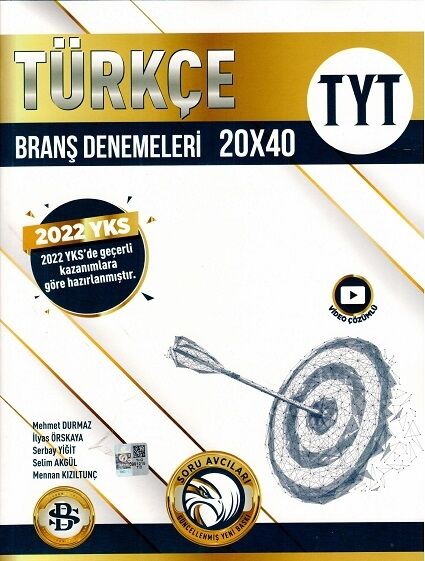 TÜRKÇE
TYT
BRANŞ DENEMELERİ 20X40
2022 YKS
2022 YKS'de geçerli
kazanımlara
göre hazırlanmıştır.
VİDEO ÇÖZÜMLÜ
Mehmet DURMAZ
İlyas ÖRSKAYA
Serbay YİĞİT
Selim AKGÜL
Mennan KIZILTUNÇ
SORU AVCILARI
GÜNCELLENMİŞ YENİ BASKI